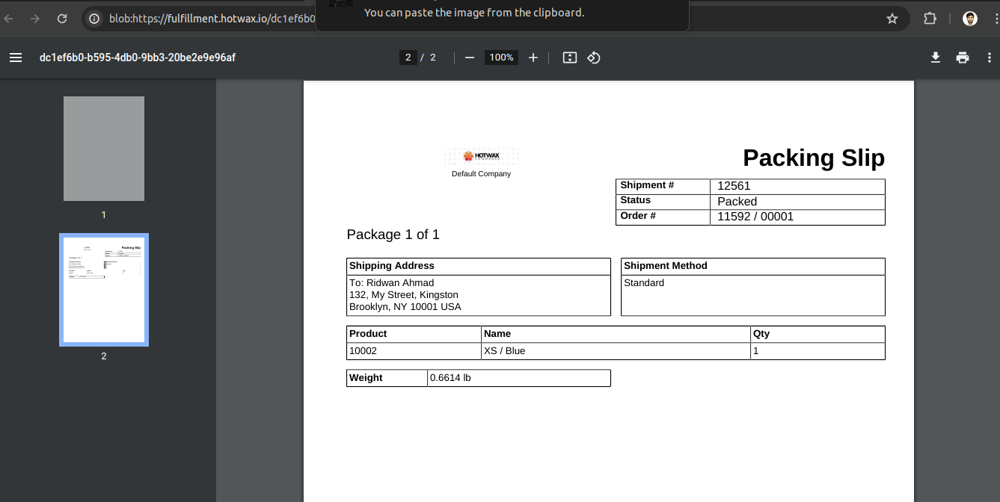 You can paste the image from the clipboard.
blob:https://fulfillment.hotwax.io/dc1ef6b0
dc1ef6b0-b595-4db0-9bb3-20be2e9e96af
2 / 2
100%
1
2
HOTWAX
COMMERCE
Default Company
Packing Slip
Shipment # 12561
Status Packed
Order # 11592 / 00001
Package 1 of 1
Shipping Address
To: Ridwan Ahmad
132, My Street, Kingston
Brooklyn, NY 10001 USA
Shipment Method
Standard
Product Name Qty
10002 XS / Blue 1
Weight 0.6614 lb